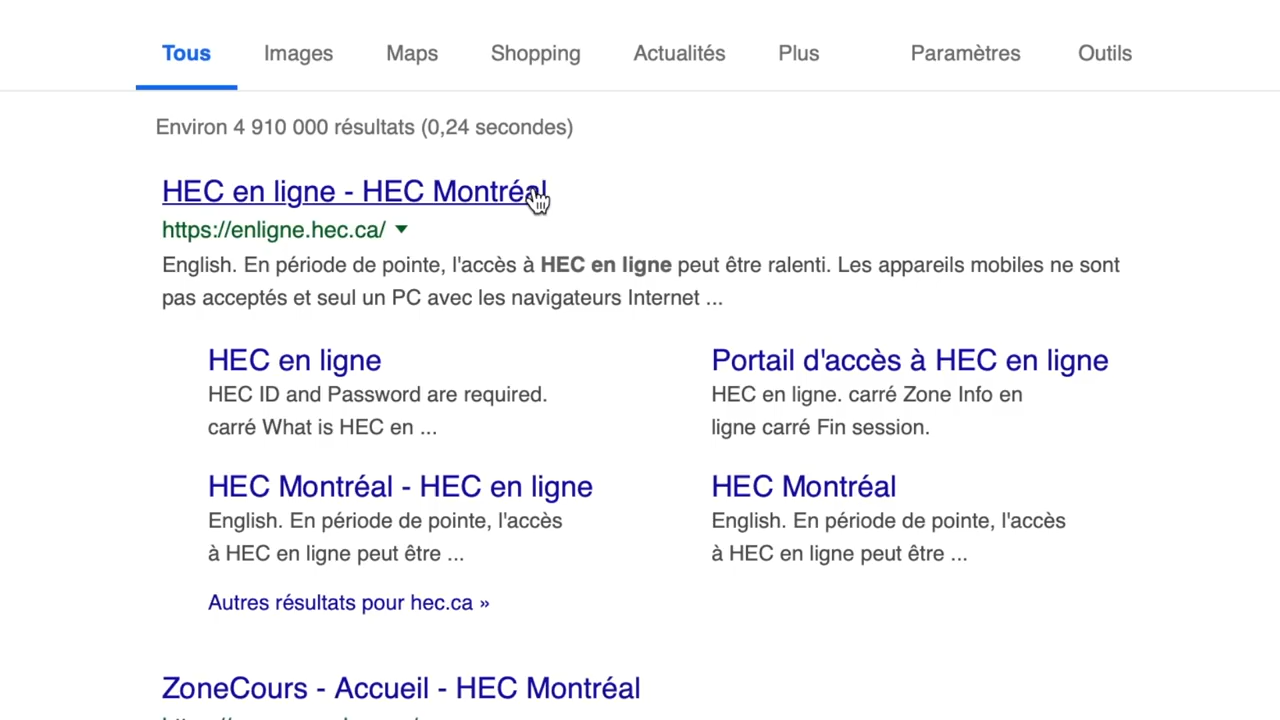 Tous Images Maps Shopping Actualités Plus Paramètres Outils
Environ 4 910 000 résultats (0,24 secondes)
HEC en ligne - HEC Montréal
https://enligne.hec.ca/
English. En période de pointe, l'accès à HEC en ligne peut être ralenti. Les appareils mobiles ne sont
pas acceptés et seul un PC avec les navigateurs Internet ...
HEC en ligne
HEC ID and Password are required.
carré What is HEC en ...
Portail d'accès à HEC en ligne
HEC en ligne. carré Zone Info en
ligne carré Fin session.
HEC Montréal - HEC en ligne
English. En période de pointe, l'accès
à HEC en ligne peut être ...
HEC Montréal
English. En période de pointe, l'accès
à HEC en ligne peut être ...
Autres résultats pour hec.ca »
ZoneCours - Accueil - HEC Montréal